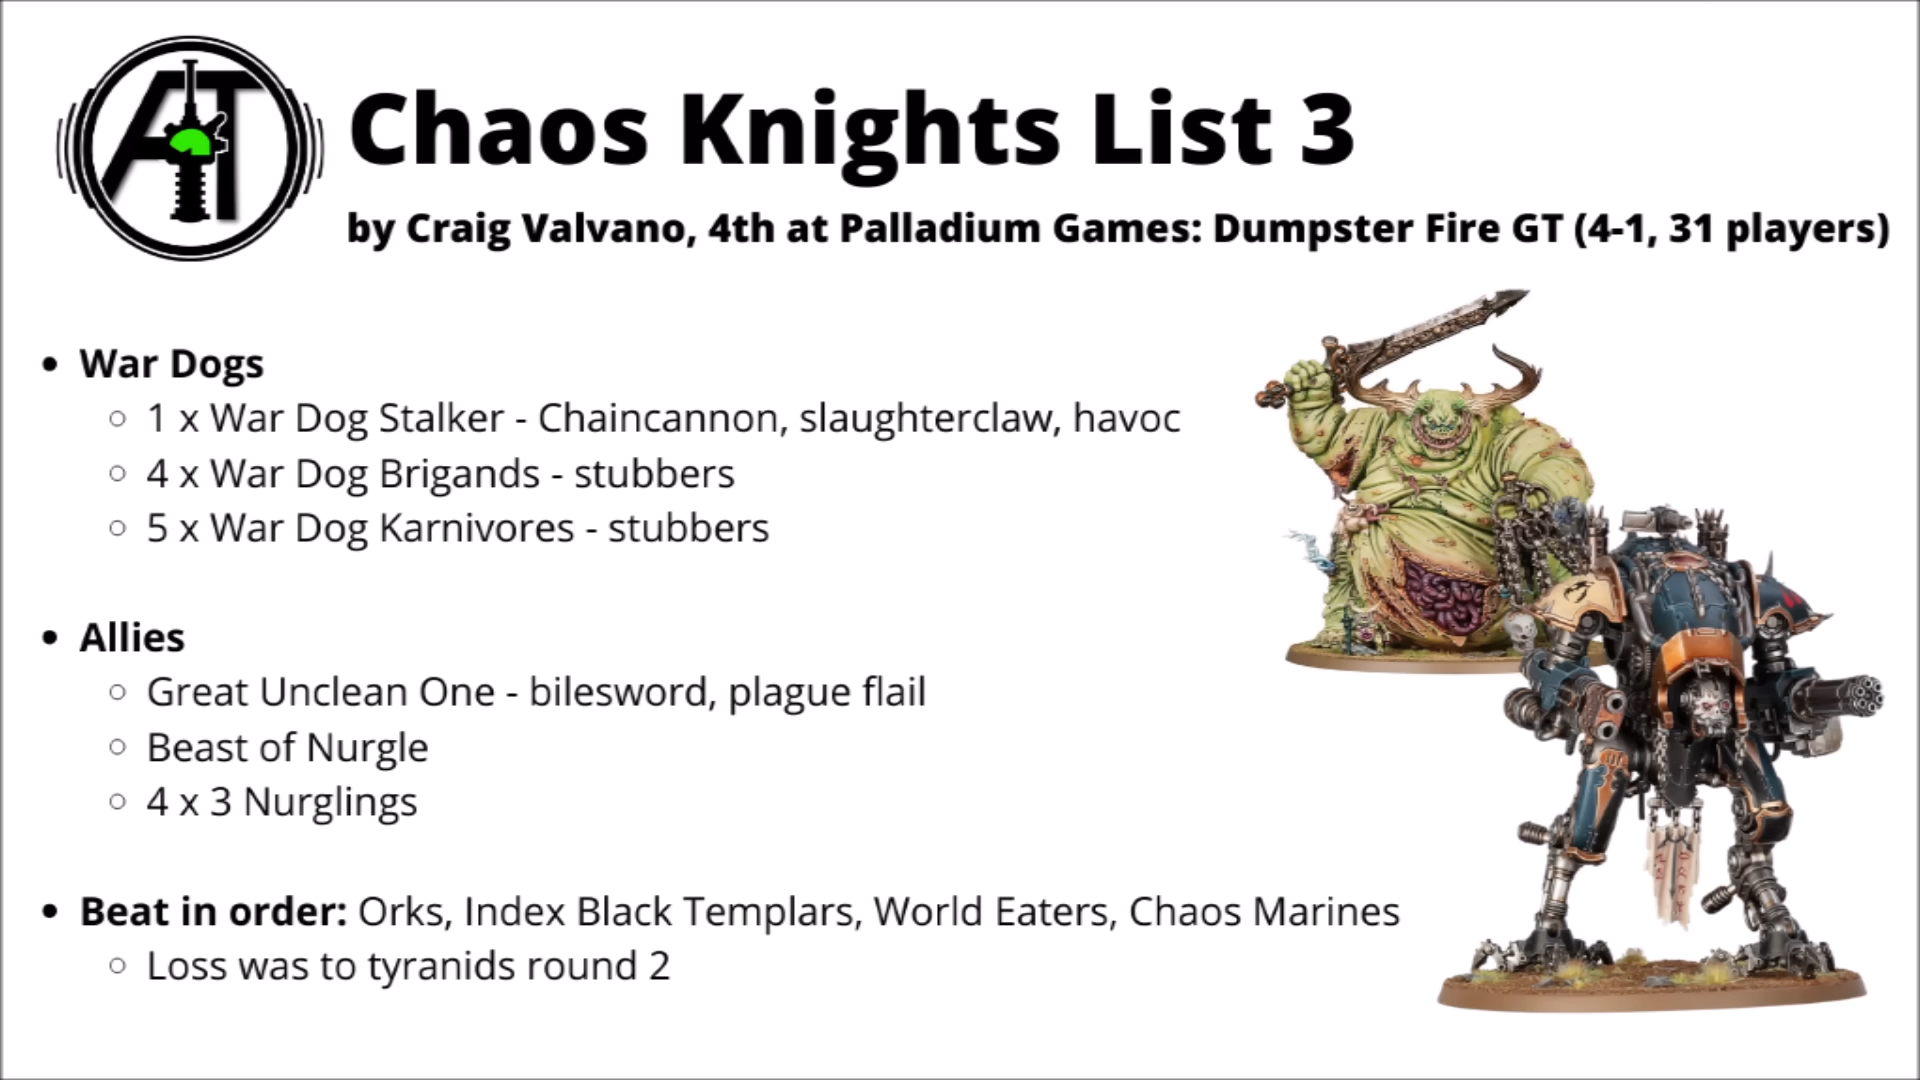 AT
Chaos Knights List 3
by Craig Valvano, 4th at Palladium Games: Dumpster Fire GT (4-1, 31 players)
• War Dogs
○ 1 x War Dog Stalker - Chaincannon, slaughterclaw, havoc
○ 4 x War Dog Brigands - stubbers
○ 5 x War Dog Karnivores - stubbers
• Allies
○ Great Unclean One - bilesword, plague flail
○ Beast of Nurgle
○ 4 x 3 Nurglings
• Beat in order: Orks, Index Black Templars, World Eaters, Chaos Marines
○ Loss was to tyranids round 2